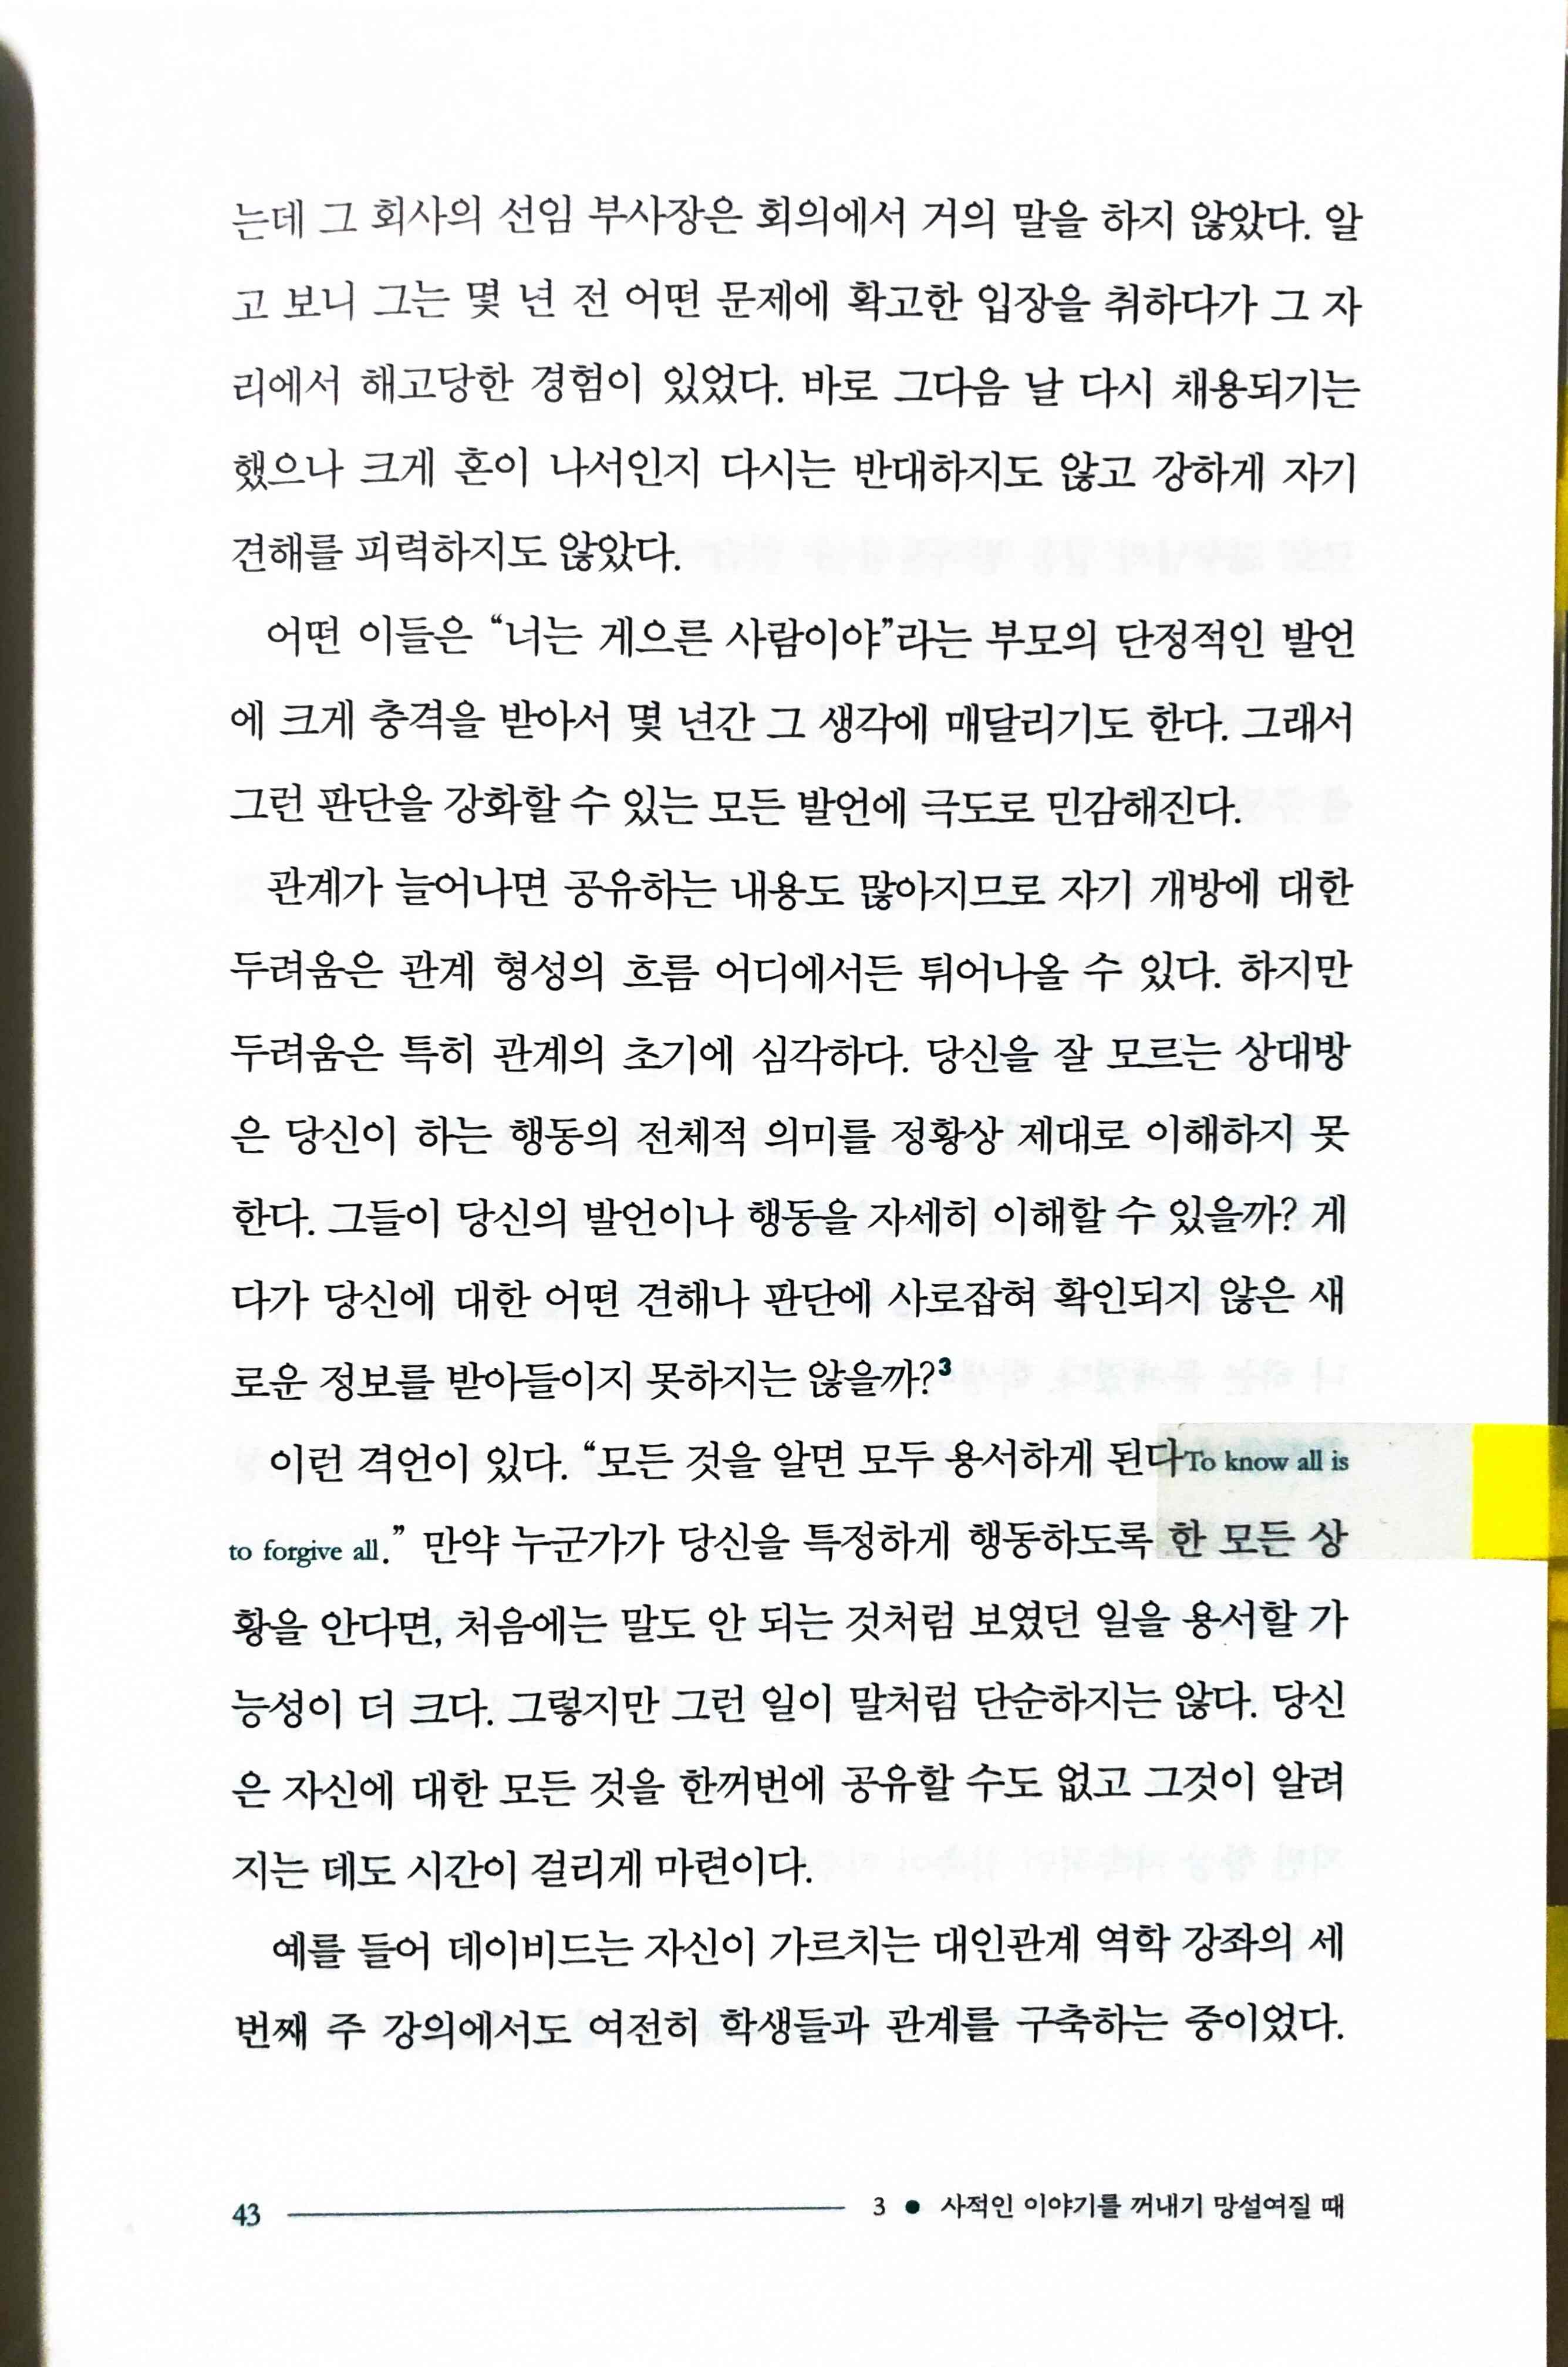 는데 그 회사의 선임 부사장은 회의에서 거의 말을 하지 않았다. 알
고 보니 그는 몇 년 전 어떤 문제에 확고한 입장을 취하다가 그 자
리에서 해고당한 경험이 있었다. 바로 그다음 날 다시 채용되기는
했으나 크게 혼이 나서인지 다시는 반대하지도 않고 강하게 자기
견해를 피력하지도 않았다.
어떤 이들은 “너는 게으른 사람이야”라는 부모의 단정적인 발언
에 크게 충격을 받아서 몇 년간 그 생각에 매달리기도 한다. 그래서
그런 판단을 강화할 수 있는 모든 발언에 극도로 민감해진다.
관계가 늘어나면 공유하는 내용도 많아지므로 자기 개방에 대한
두려움은 관계 형성의 흐름 어디에서든 튀어나올 수 있다. 하지만
두려움은 특히 관계의 초기에 심각하다. 당신을 잘 모르는 상대방
은 당신이 하는 행동의 전체적 의미를 정황상 제대로 이해하지 못
한다. 그들이 당신의 발언이나 행동을 자세히 이해할 수 있을까? 게
다가 당신에 대한 어떤 견해나 판단에 사로잡혀 확인되지 않은 새
로운 정보를 받아들이지 못하지는 않을까?3
이런 격언이 있다. “모든 것을 알면 모두 용서하게 된다To know all is
to forgive all.” 만약 누군가가 당신을 특정하게 행동하도록 한 모든 상
황을 안다면, 처음에는 말도 안 되는 것처럼 보였던 일을 용서할 가
능성이 더 크다. 그렇지만 그런 일이 말처럼 단순하지는 않다. 당신
은 자신에 대한 모든 것을 한꺼번에 공유할 수도 없고 그것이 알려
지는 데도 시간이 걸리게 마련이다.
예를 들어 데이비드는 자신이 가르치는 대인관계 역학 강좌의 세
번째 주 강의에서도 여전히 학생들과 관계를 구축하는 중이었다.
43 3 ● 사적인 이야기를 꺼내기 망설여질 때